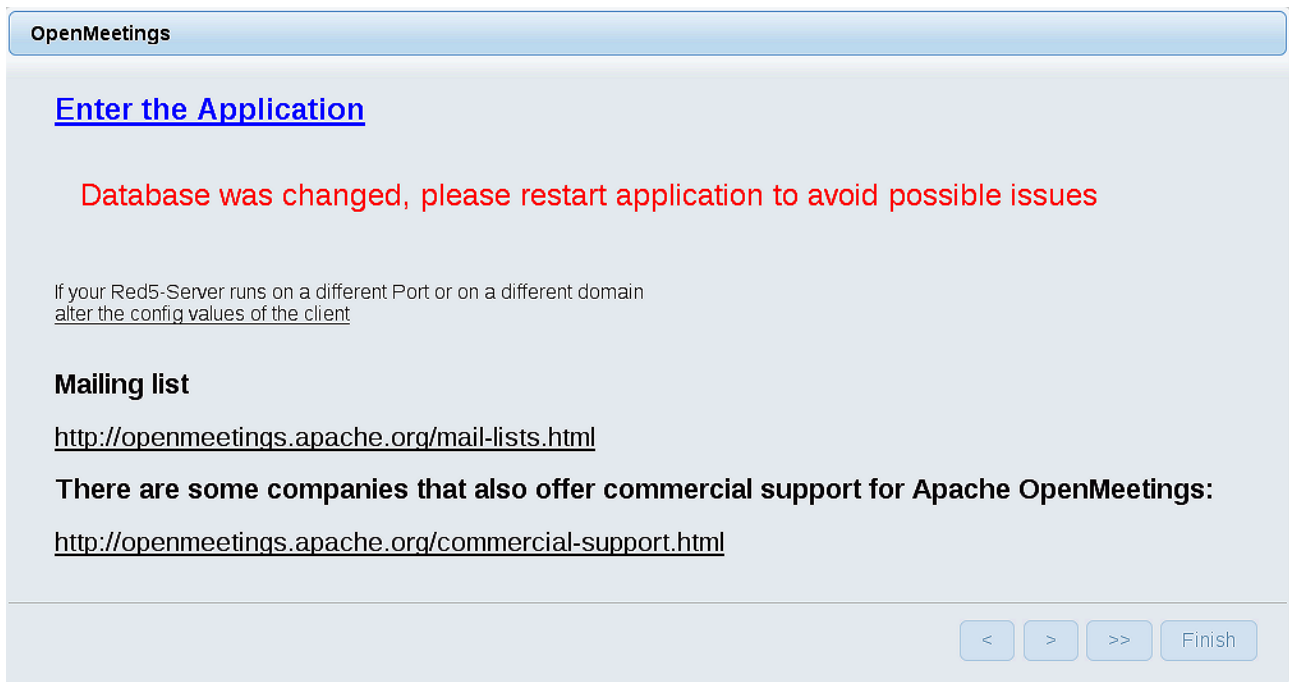 OpenMeetings
Enter the Application
Database was changed, please restart application to avoid possible issues
If your Red5-Server runs on a different Port or on a different domain
alter the config values of the client
Mailing list
http://openmeetings.apache.org/mail-lists.html
There are some companies that also offer commercial support for Apache OpenMeetings:
http://openmeetings.apache.org/commercial-support.html
< > >> Finish